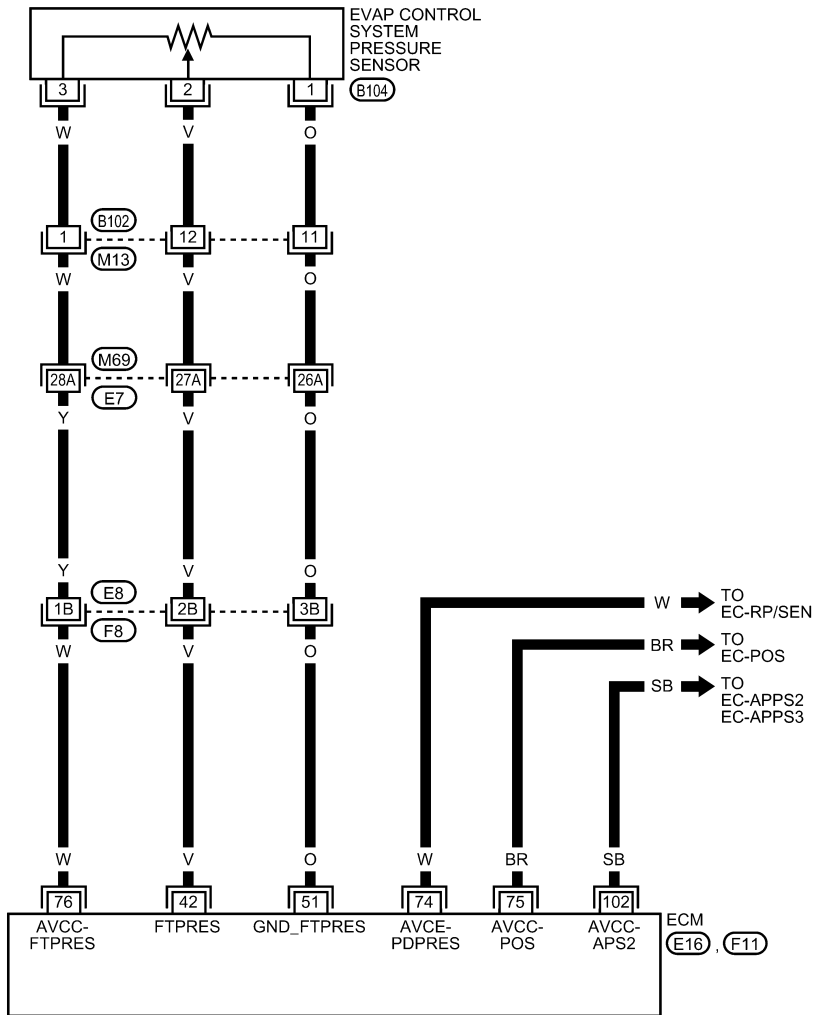 EVAP CONTROL
SYSTEM
PRESSURE
SENSOR
3 2 1 B104
W V O
B102
1 12 11
M13
W V O
M69
28A 27A 26A
E7
Y V O
Y V O
E8
1B 2B 3B
F8
W V O
W TO
EC-RP/SEN
BR TO
EC-POS
SB TO
EC-APPS2
EC-APPS3
W V O W BR SB
76 42 51 74 75 102
AVCC-
FTPRES
FTPRES
GND_FTPRES
AVCE-
PDPRES
AVCC-
POS
AVCC-
APS2
ECM
E16 , F11